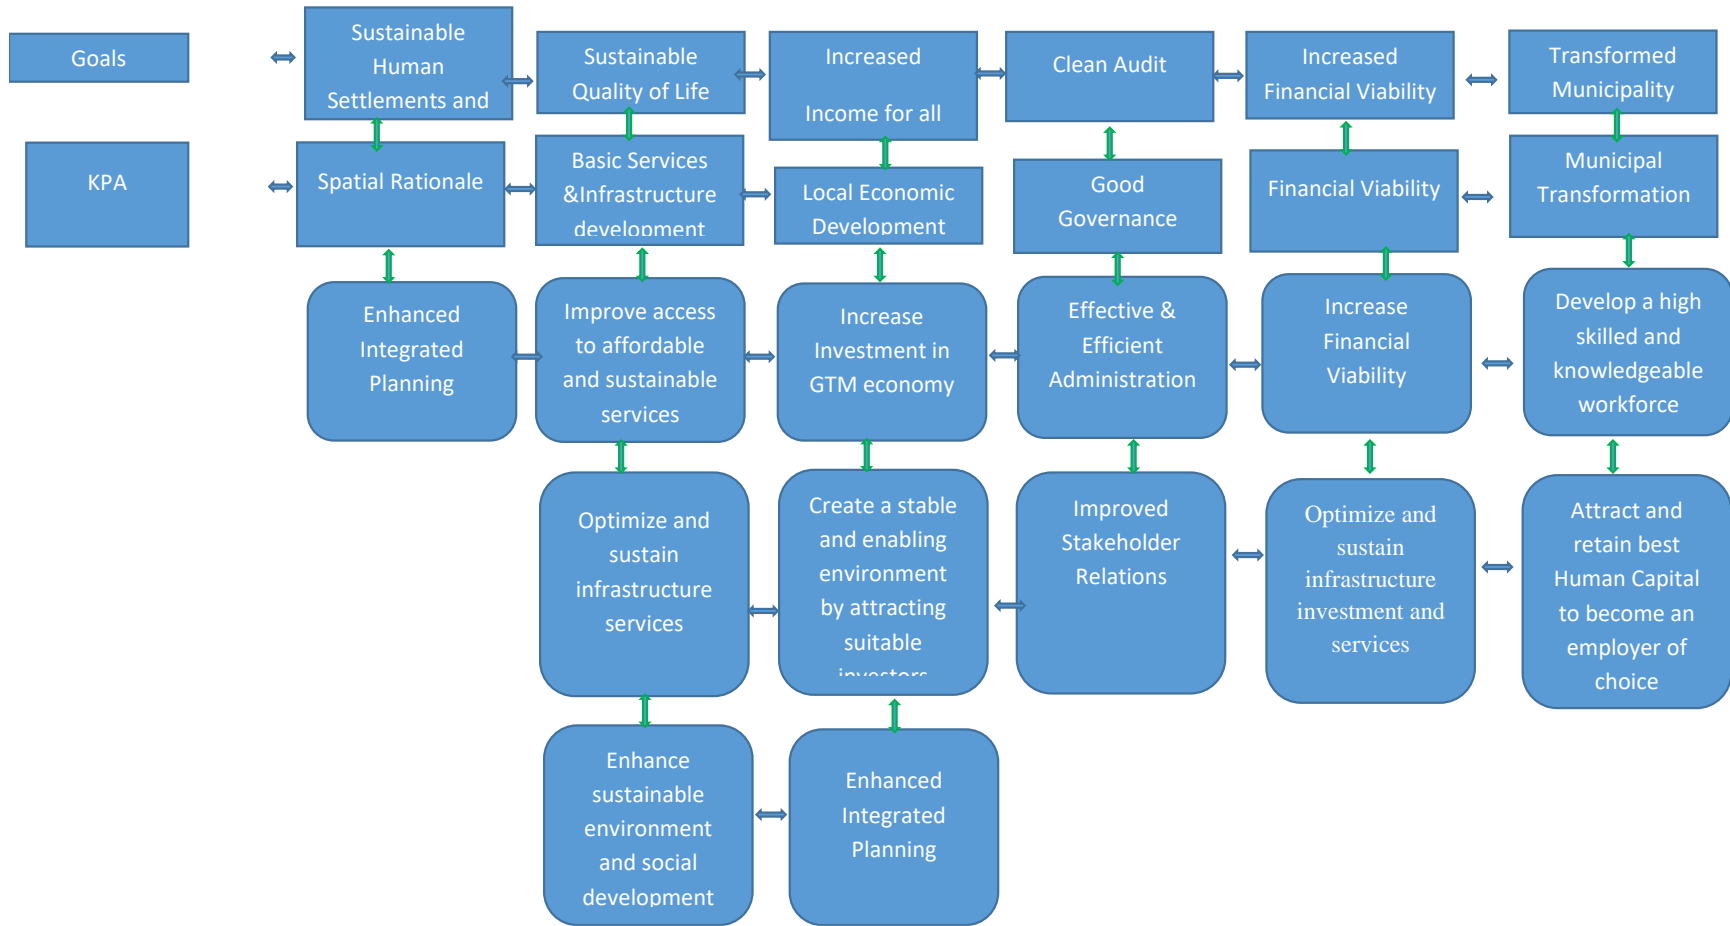 Goals
Sustainable
Human
Settlements and
Sustainable
Quality of Life
Increased
Income for all
Clean Audit
Increased
Financial Viability
Transformed
Municipality
KPA
Spatial Rationale
Basic Services
&Infrastructure
development
Local Economic
Development
Good
Governance
Financial Viability
Municipal
Transformation
Enhanced
Integrated
Planning
Improve access
to affordable
and sustainable
services
Increase
Investment in
GTM economy
Effective &
Efficient
Administration
Increase
Financial
Viability
Develop a high
skilled and
knowledgeable
workforce
Optimize and
sustain
infrastructure
services
Create a stable
and enabling
environment
by attracting
suitable
investors
Improved
Stakeholder
Relations
Optimize and
sustain
infrastructure
investment and
services
Attract and
retain best
Human Capital
to become an
employer of
choice
Enhance
sustainable
environment
and social
development
Enhanced
Integrated
Planning